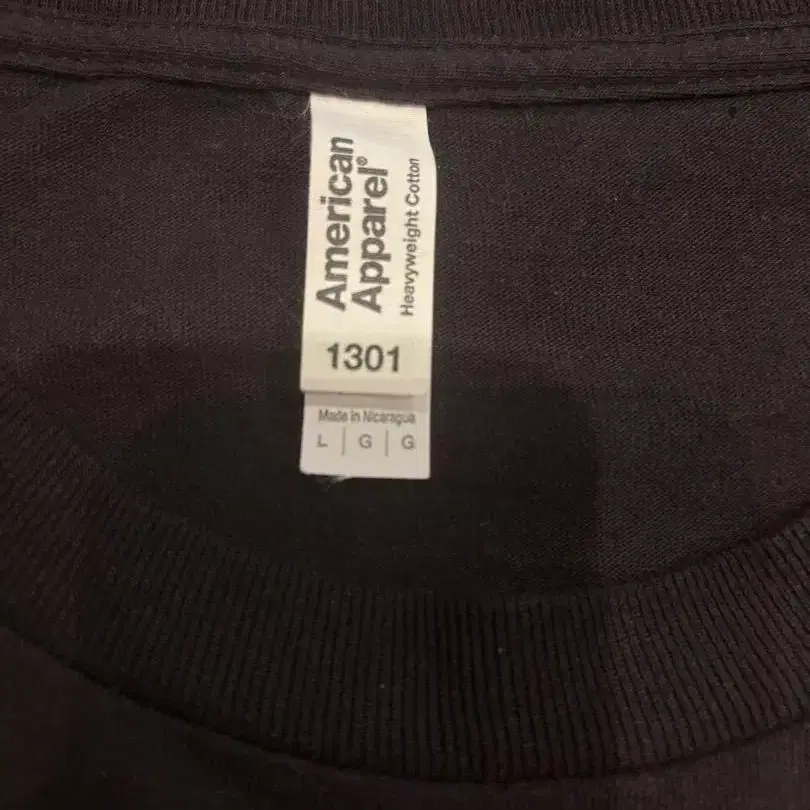 American
Apparel®
Heavyweight Cotton
1301
Made in Nicaragua
L | G | G